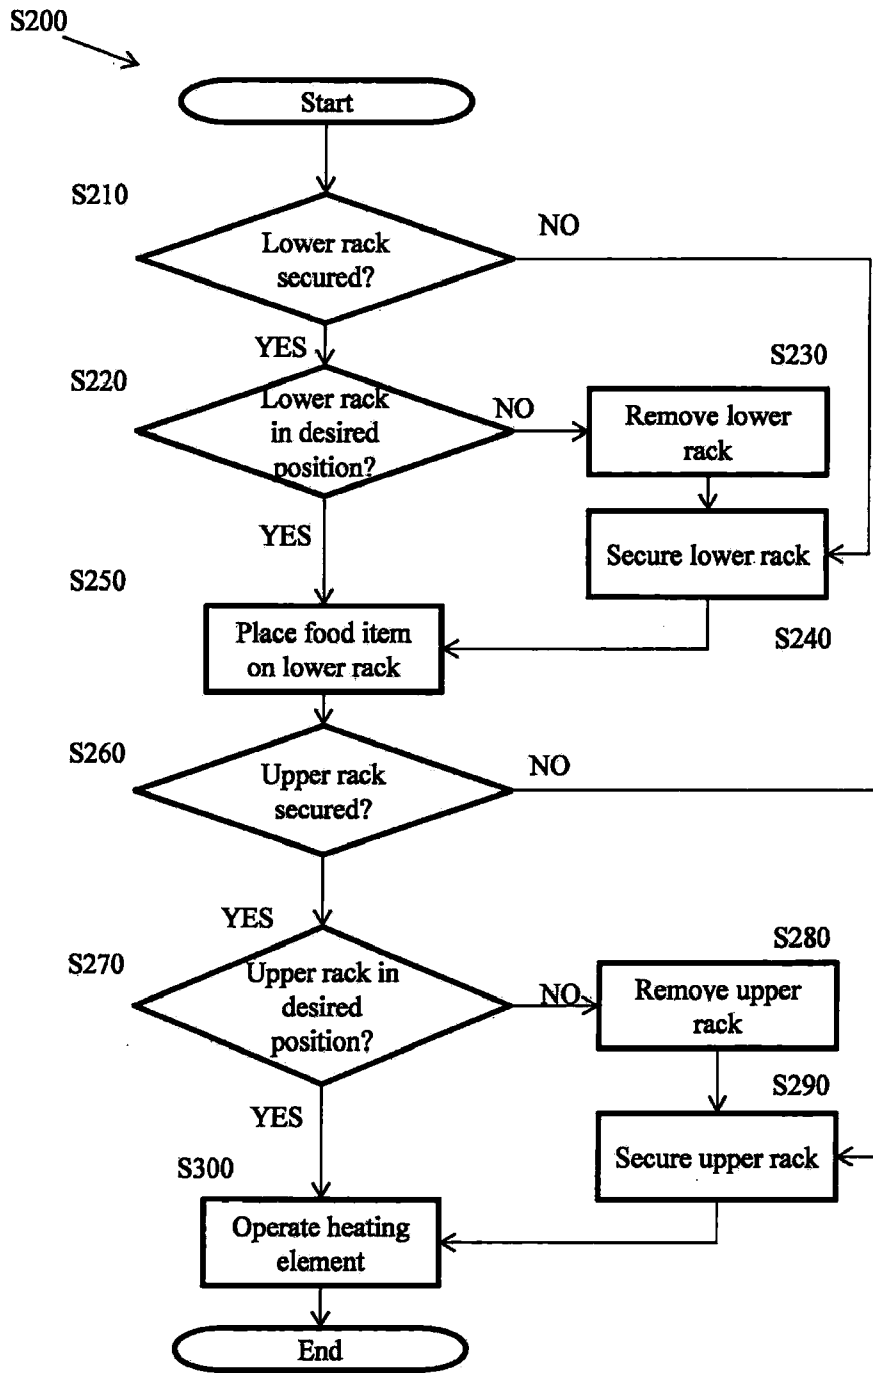 S200
Start
S210
Lower rack
secured?
NO
YES
S220
Lower rack
in desired
position?
NO
S230
Remove lower
rack
YES
Secure lower rack
S240
S250
Place food item
on lower rack
S260
Upper rack
secured?
NO
YES
S270
Upper rack in
desired
position?
NO
S280
Remove upper
rack
S290
Secure upper rack
YES
S300
Operate heating
element
End